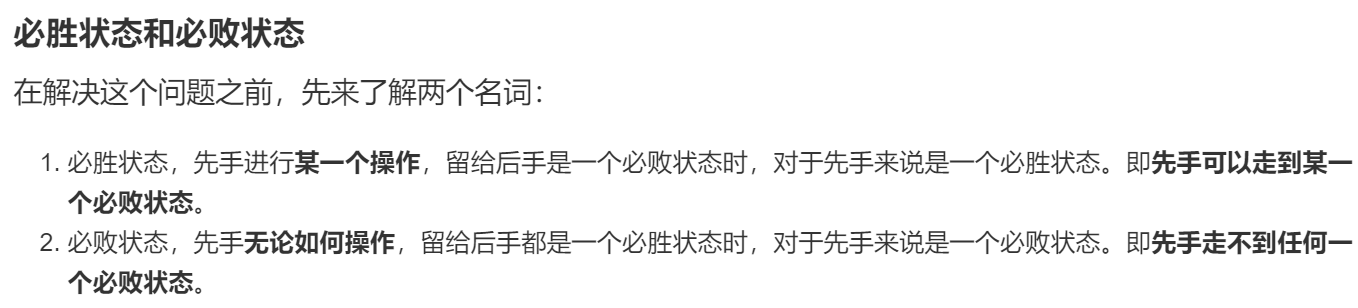 必胜状态和必败状态
在解决这个问题之前，先来了解两个名词：
1. 必胜状态，先手进行某一个操作，留给后手是一个必败状态时，对于先手来说是一个必胜状态。即先手可以走到某一
个必败状态。
2. 必败状态，先手无论如何操作，留给后手都是一个必胜状态时，对于先手来说是一个必败状态。即先手走不到任何一
个必败状态。